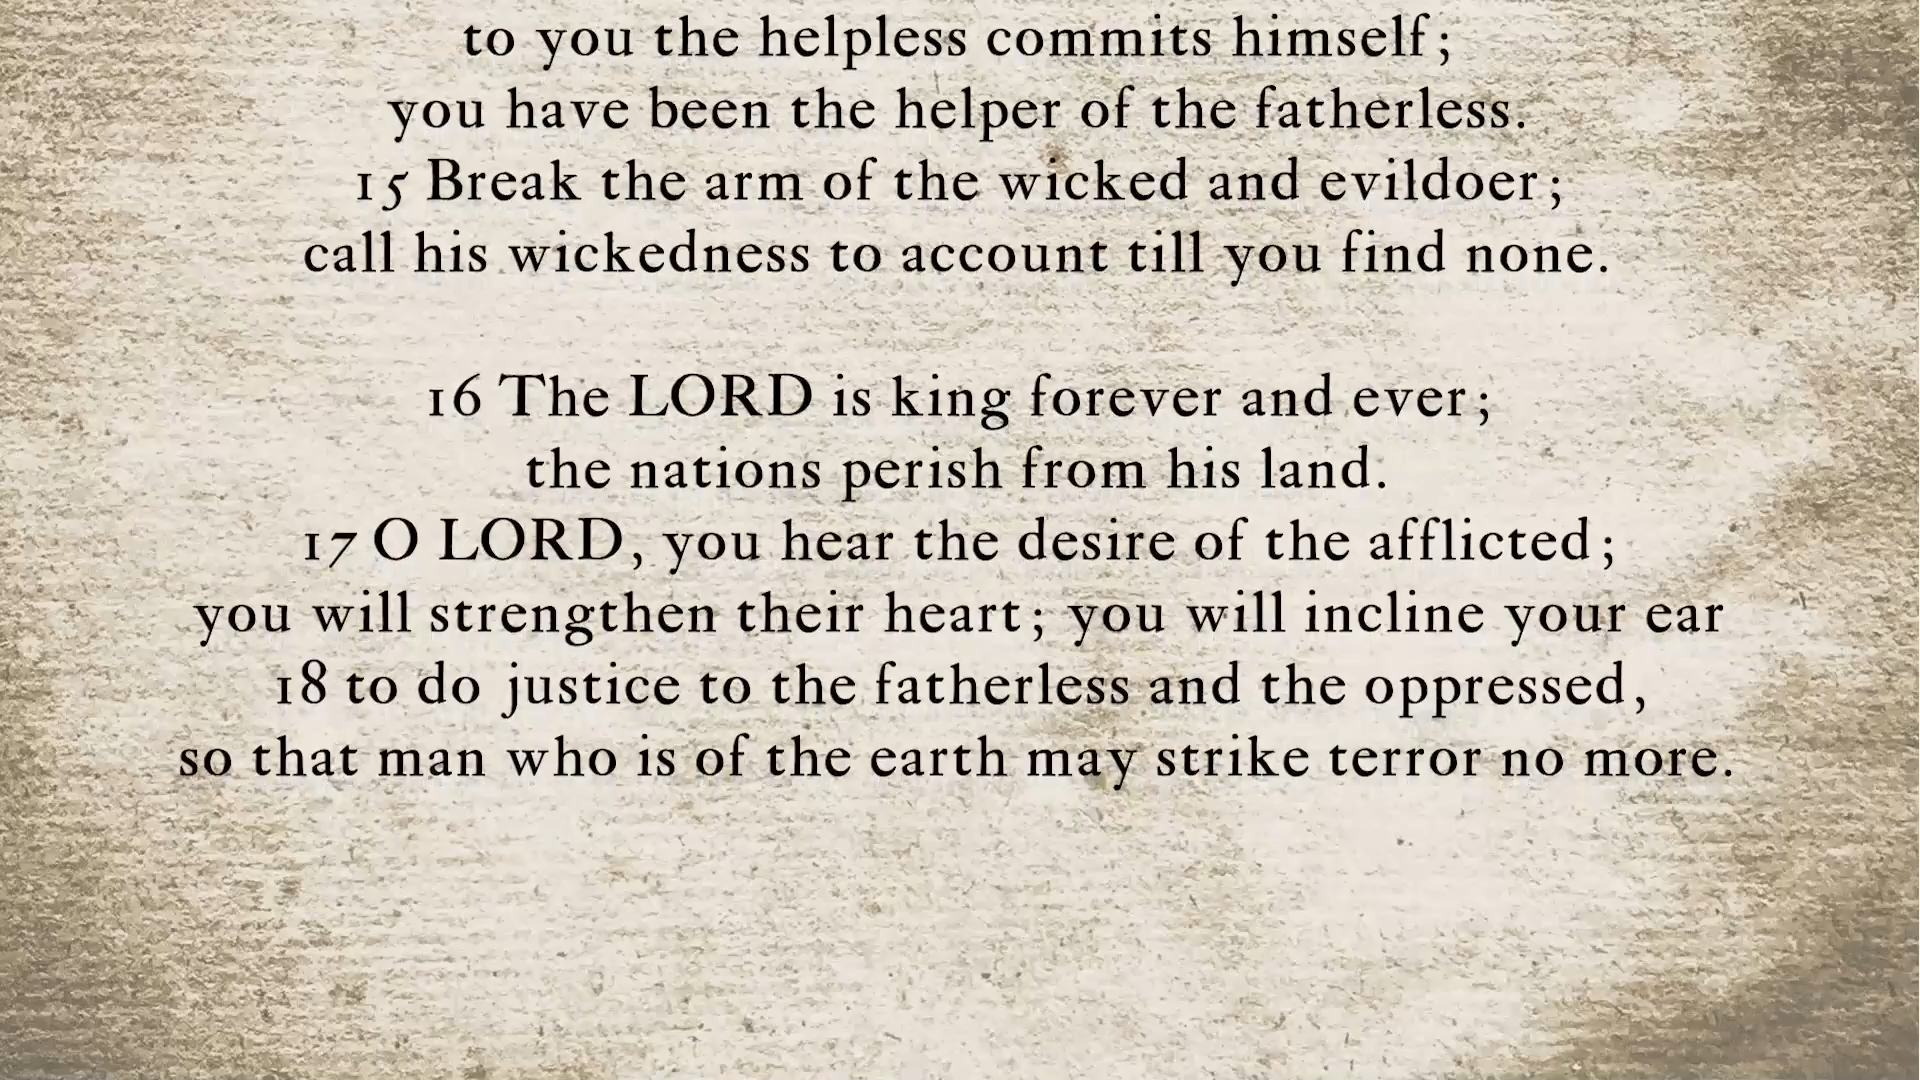 to you the helpless commits himself;
you have been the helper of the fatherless.
15 Break the arm of the wicked and evildoer;
call his wickedness to account till you find none.
16 The LORD is king forever and ever;
the nations perish from his land.
17 O LORD, you hear the desire of the afflicted;
you will strengthen their heart; you will incline your ear
18 to do justice to the fatherless and the oppressed,
so that man who is of the earth may strike terror no more.